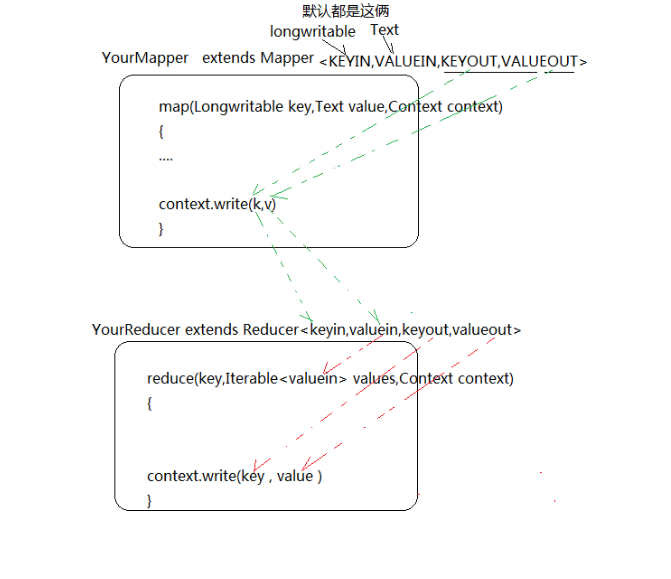 默认都是这俩
longwritable Text
YourMapper extends Mapper <KEYIN,VALUEIN,KEYOUT,VALUEOUT>
map(Longwritable key,Text value,Context context)
{
....
context.write(k,v)
}
YourReducer extends Reducer<keyin,valuein,keyout,valueout>
reduce(key,Iterable<valuein> values,Context context)
{
context.write(key , value )
}